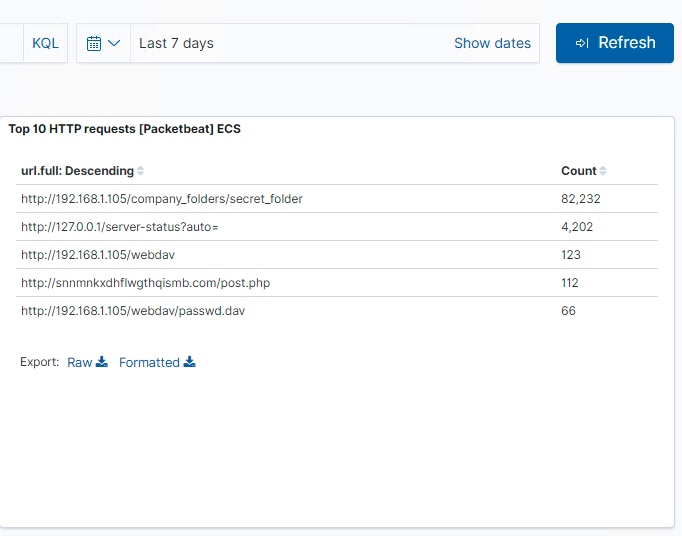 KQL Last 7 days Show dates Refresh
Top 10 HTTP requests [Packetbeat] ECS
url.full: Descending Count
http://192.168.1.105/company_folders/secret_folder 82,232
http://127.0.0.1/server-status?auto= 4,202
http://192.168.1.105/webdav 123
http://snnmnkxdhflwgthqismb.com/post.php 112
http://192.168.1.105/webdav/passwd.dav 66
Export: Raw Formatted